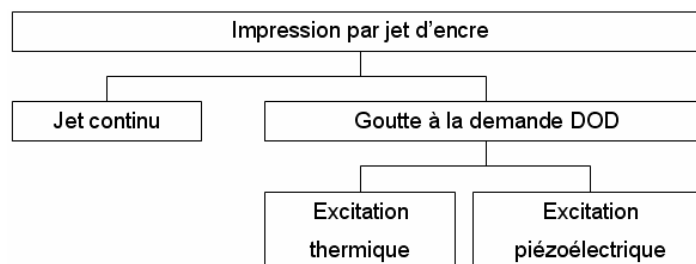 Impression par jet d'encre
Jet continu
Goutte à la demande DOD
Excitation
thermique
Excitation
piézoélectrique